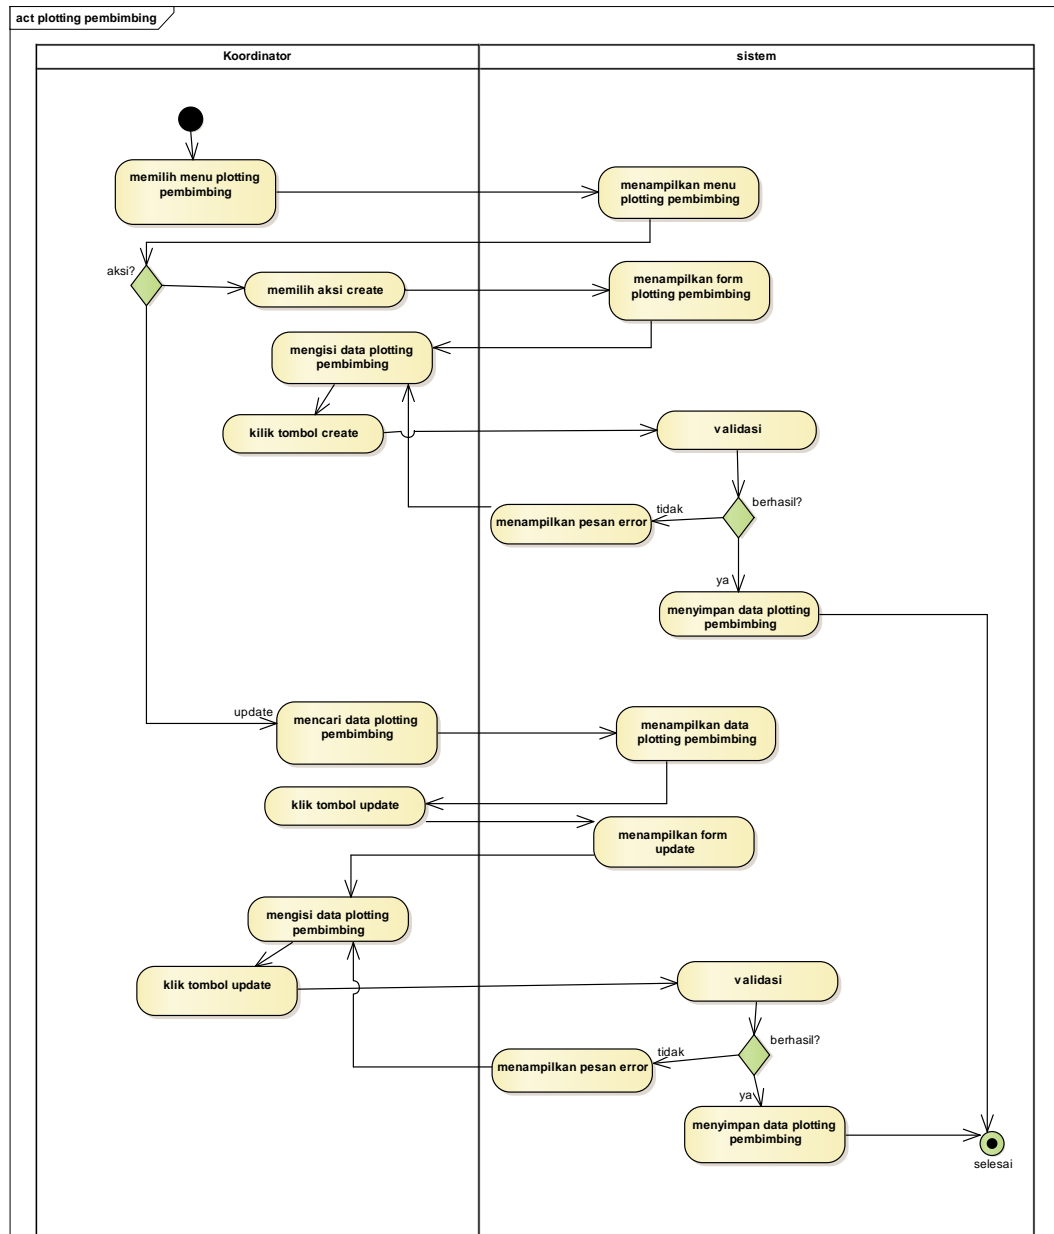 act plotting pembimbing
Koordinator
sistem
memilih menu plotting
pembimbing
menampilkan menu
plotting pembimbing
aksi?
memilih aksi create
menampilkan form
plotting pembimbing
mengisi data plotting
pembimbing
kilik tombol create
validasi
berhasil?
tidak
menampilkan pesan error
ya
menyimpan data plotting
pembimbing
update
mencari data plotting
pembimbing
menampilkan data
plotting pembimbing
klik tombol update
menampilkan form
update
mengisi data plotting
pembimbing
klik tombol update
validasi
berhasil?
tidak
menampilkan pesan error
ya
menyimpan data plotting
pembimbing
selesai